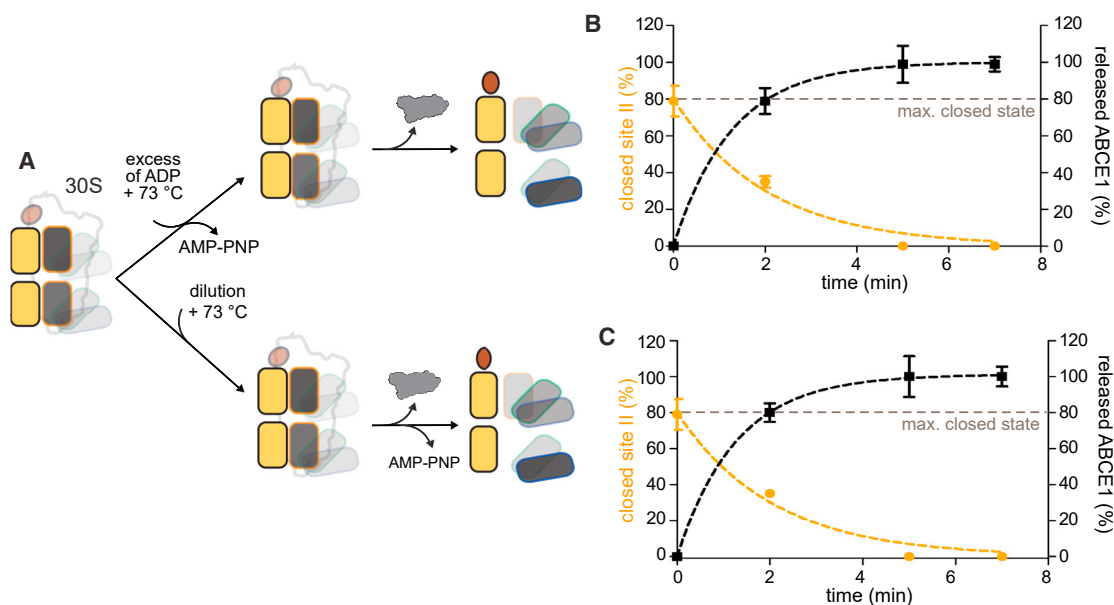 A
30S
excess
of ADP
+ 73 °C
AMP-PNP
dilution
+ 73 °C
AMP-PNP
B
closed site II (%)
120
100
80
60
40
20
0
max. closed state
120
100
80
60
40
20
0
released ABCE1 (%)
0 2 4 6 8
time (min)
C
closed site II (%)
120
100
80
60
40
20
0
max. closed state
120
100
80
60
40
20
0
released ABCE1 (%)
0 2 4 6 8
time (min)